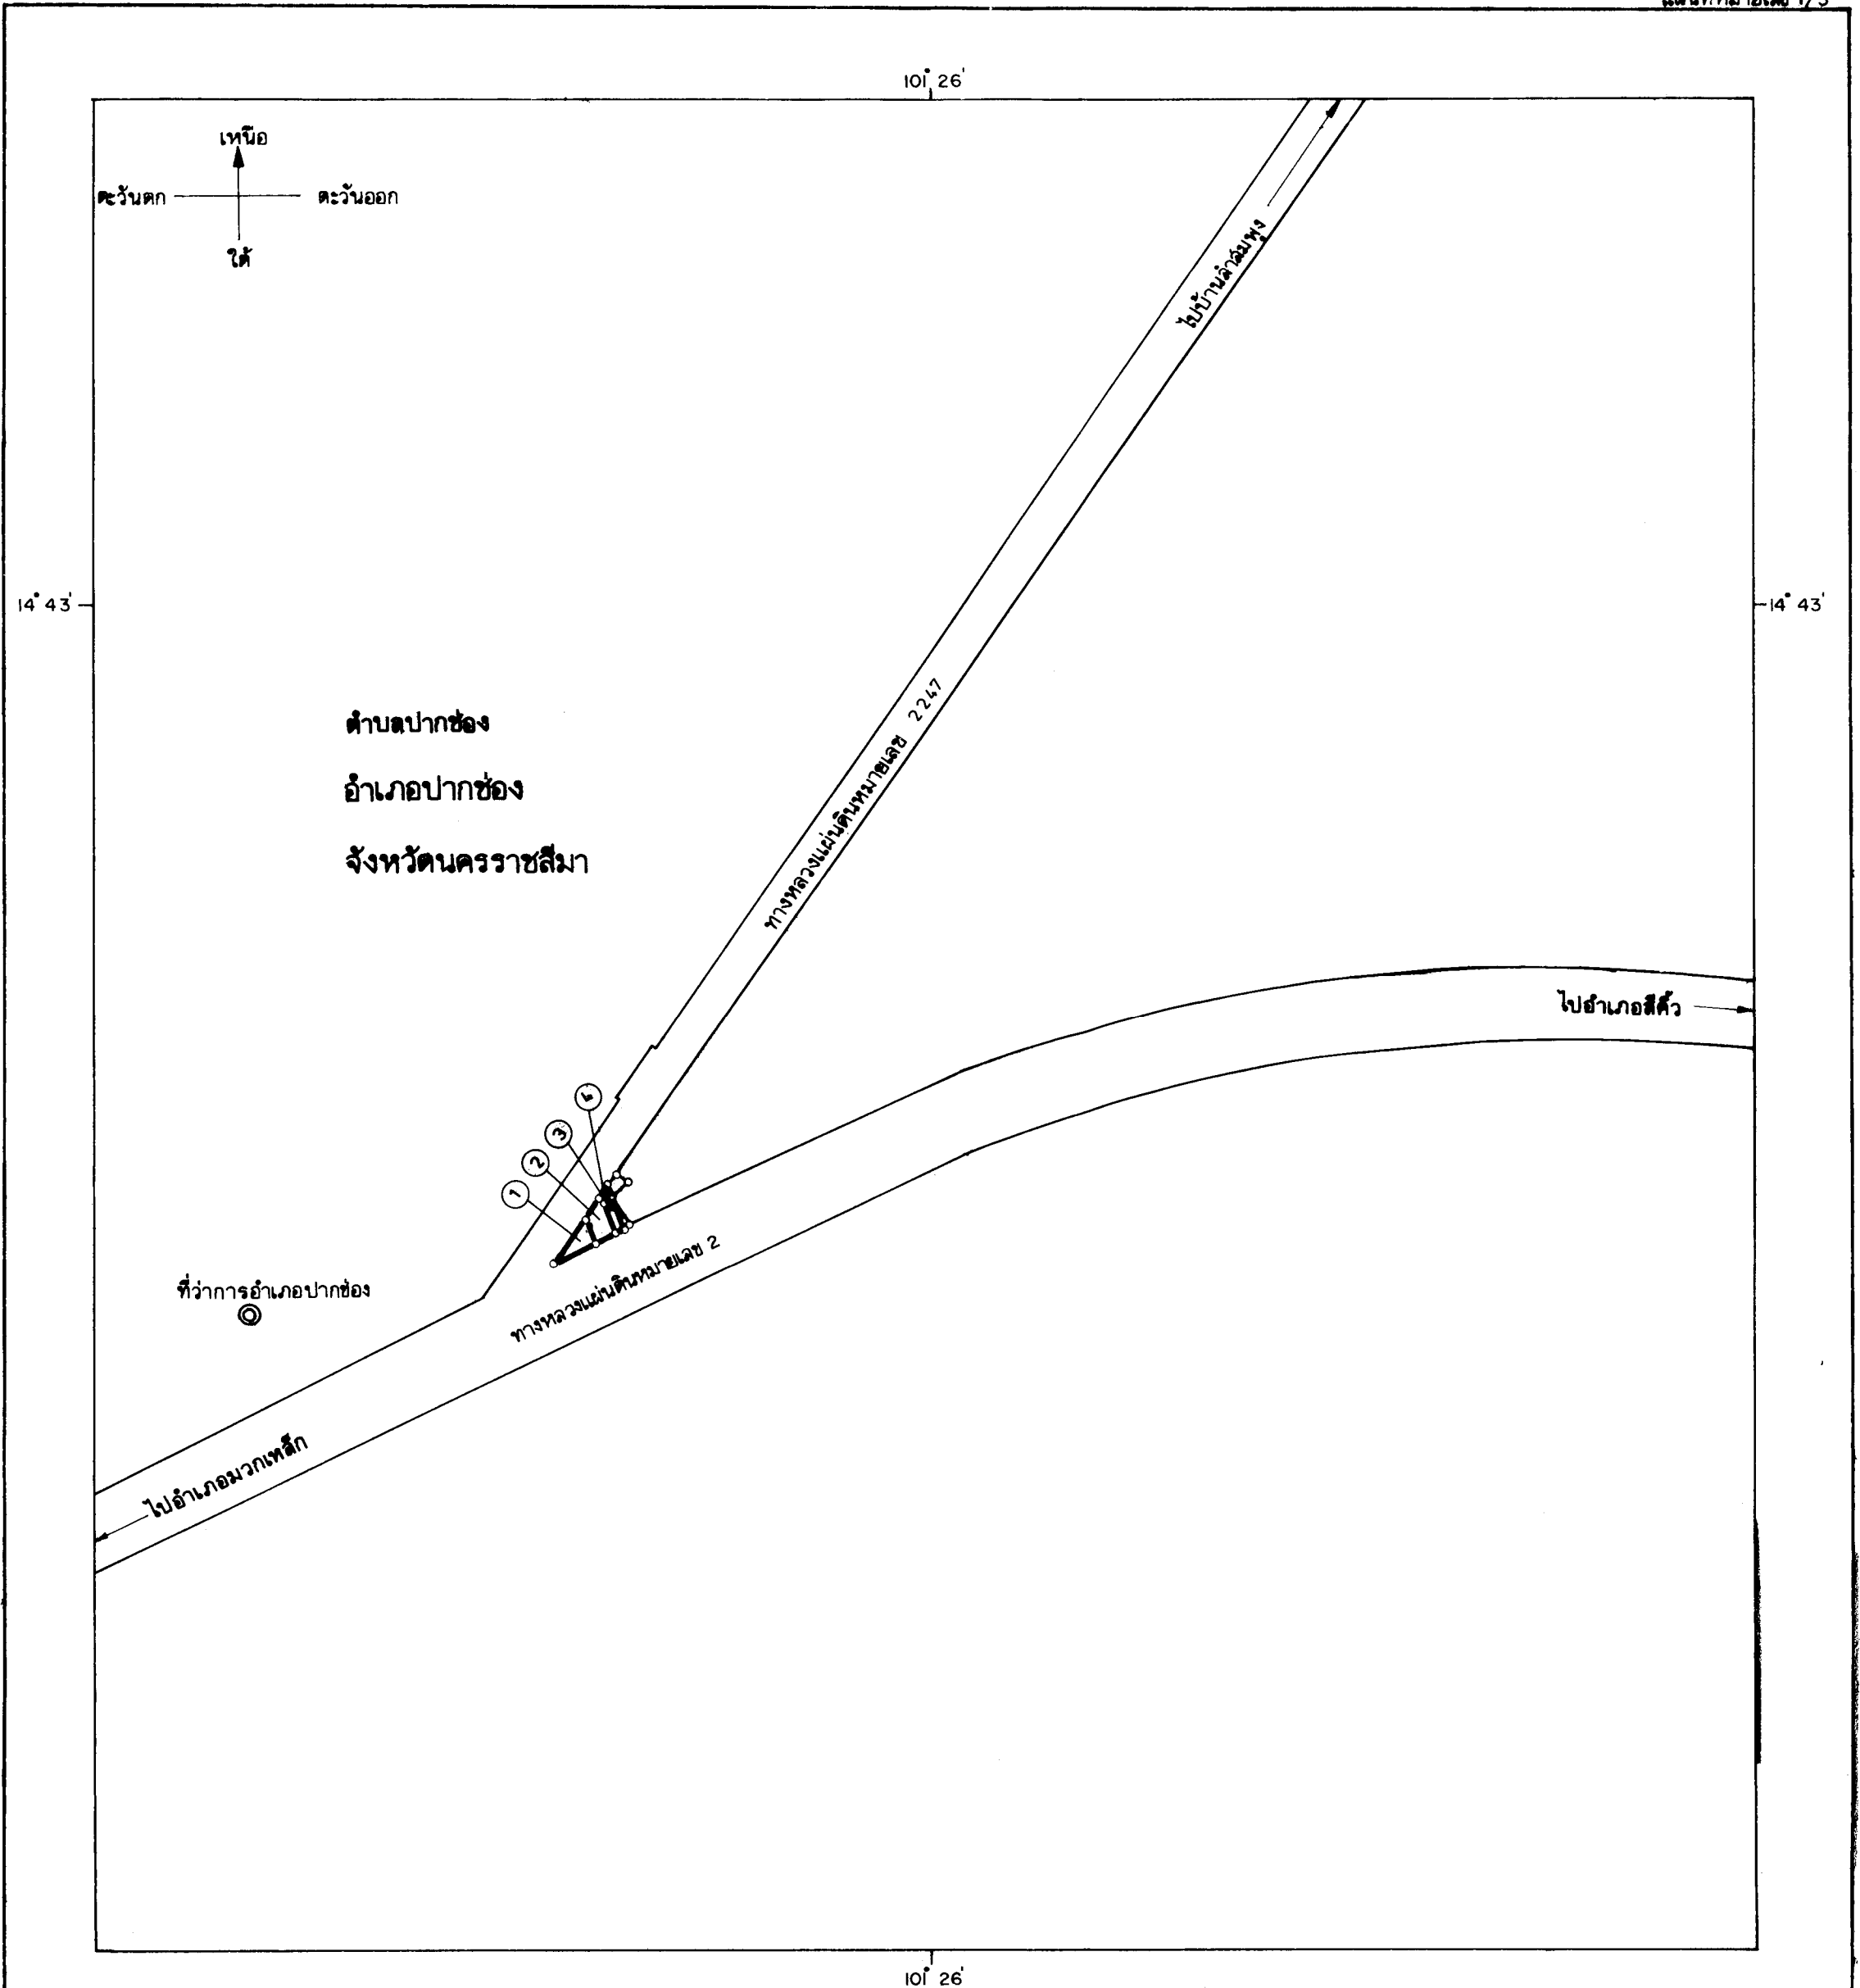 101° 26'
เหนือ
ตะวันตก ตะวันออก
ใต้
ไปบ้านลำสมพุง
14° 43' 14° 43'
ตำบลปากช่อง
อำเภอปากช่อง
จังหวัดนครราชสีมา
ทางหลวงแผ่นดินหมายเลข 2247
ไปอำเภอสีคิ้ว
4
3
2
1
ทางหลวงแผ่นดินหมายเลข 2
ที่ว่าการอำเภอปากช่อง
ไปอำเภอมวกเหล็ก
101° 26'